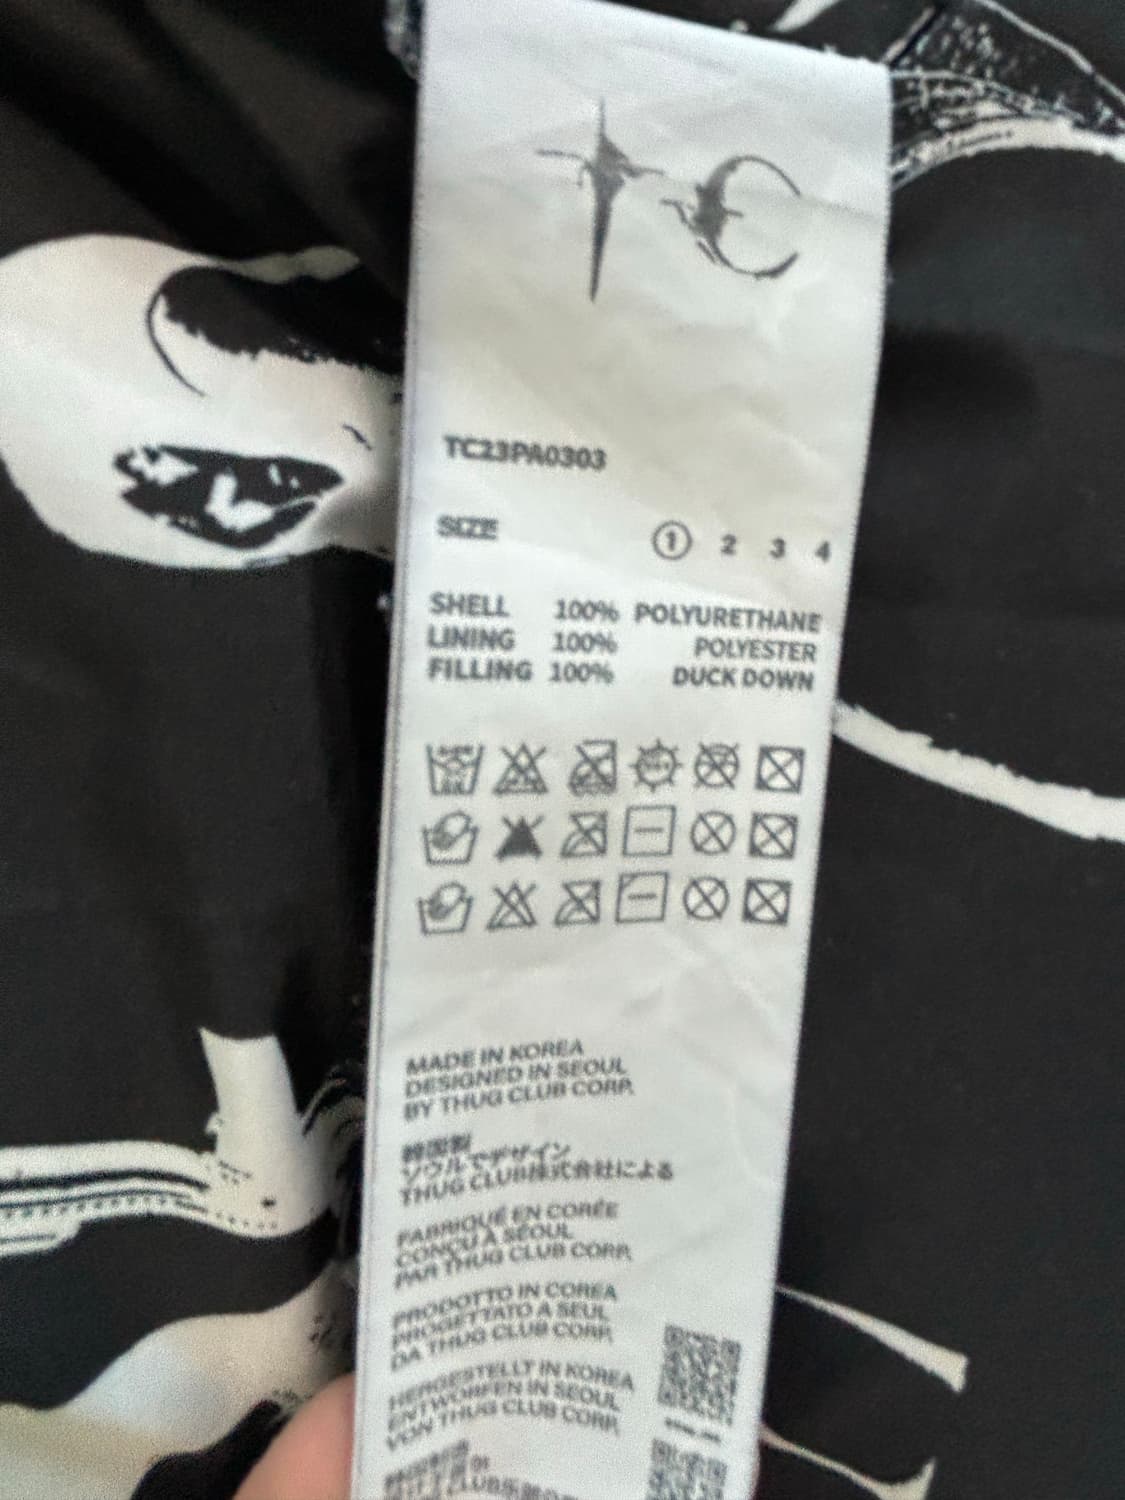 TC
TC23PA0303
SIZE 1 2 3 4
SHELL 100% POLYURETHANE
LINING 100% POLYESTER
FILLING 100% DUCK DOWN
MADE IN KOREA
DESIGNED IN SEOUL
BY THUG CLUB CORP.
韓国製
ソウルでデザイン
THUG CLUB株式会社による
FABRIQUÉ EN CORÉE
CONÇU À SÉOUL
PAR THUG CLUB CORP.
PRODOTTO IN COREA
PROGETTATO A SEUL
DA THUG CLUB CORP.
HERGESTELLT IN KOREA
ENTWORFEN IN SEOUL
VON THUG CLUB CORP.